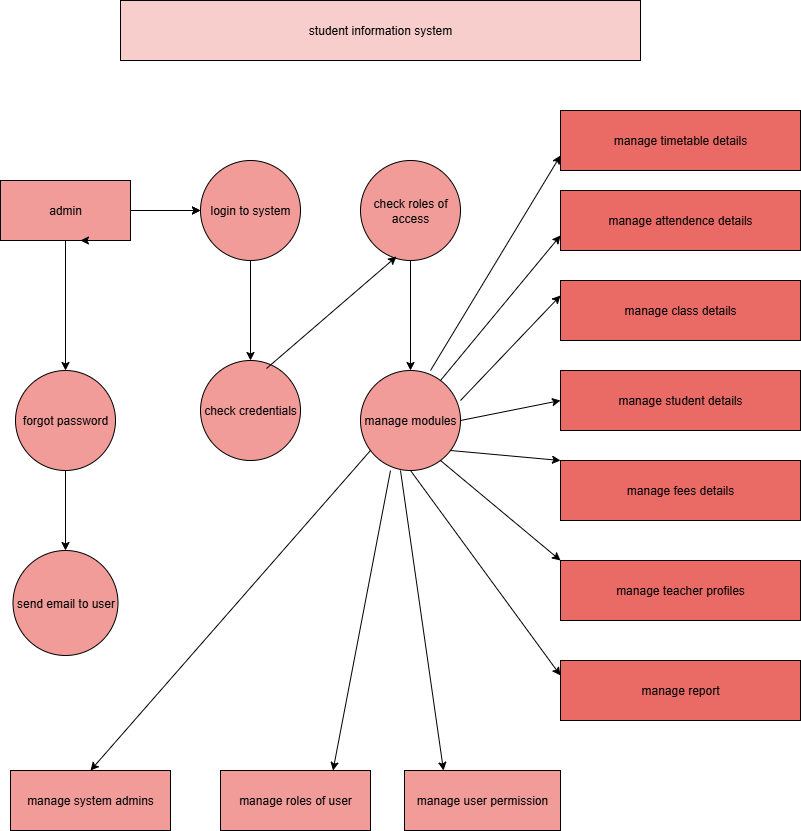 student information system
manage timetable details
admin
login to system
check roles of
access
manage attendence details
manage class details
forgot password
check credentials
manage modules
manage student details
manage fees details
send email to user
manage teacher profiles
manage report
manage system admins
manage roles of user
manage user permission